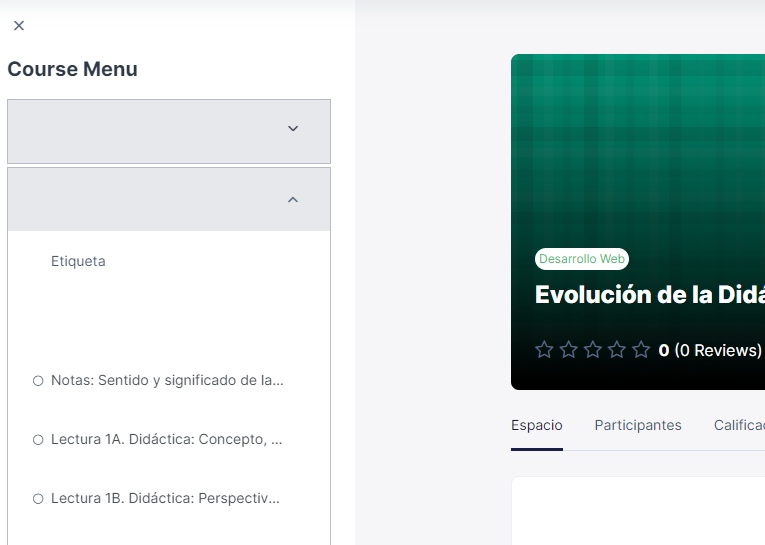 Course Menu
Etiqueta
Notas: Sentido y significado de la...
Lectura 1A. Didáctica: Concepto, ...
Lectura 1B. Didáctica: Perspectiv...
Desarrollo Web
Evolución de la Didá
0 (0 Reviews)
Espacio Participantes Califica